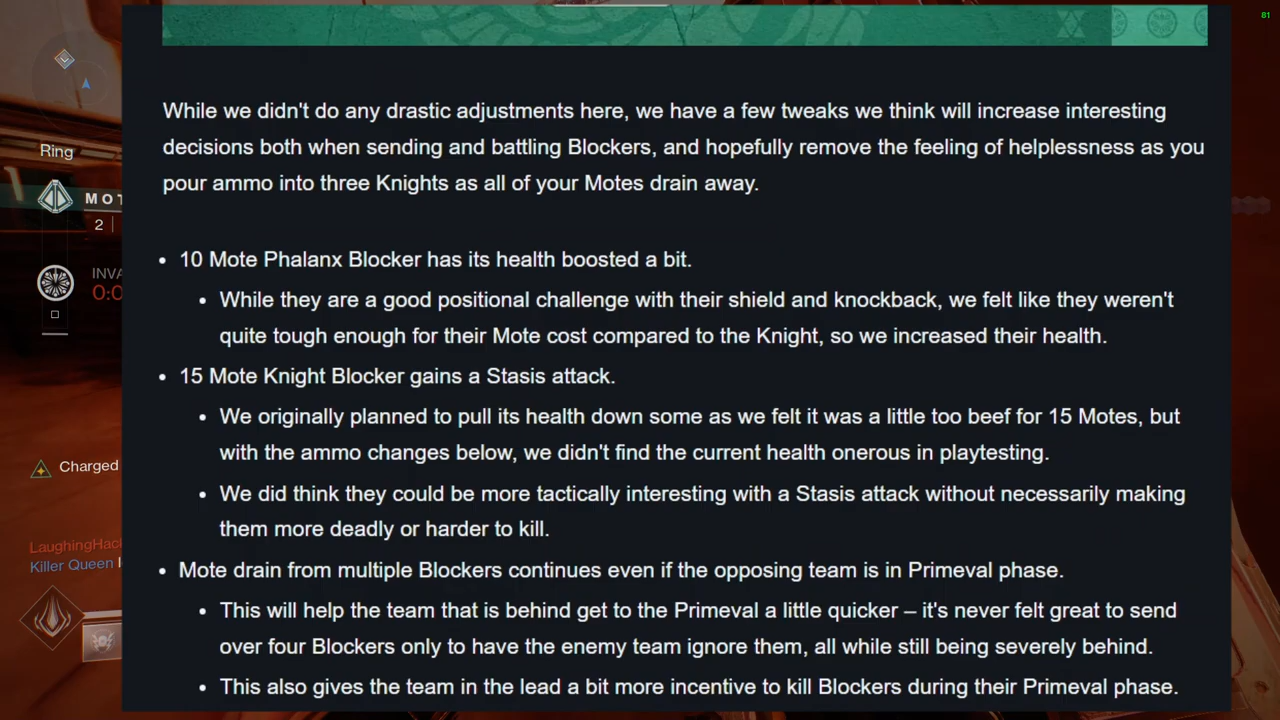 81
While we didn't do any drastic adjustments here, we have a few tweaks we think will increase interesting
decisions both when sending and battling Blockers, and hopefully remove the feeling of helplessness as you
pour ammo into three Knights as all of your Motes drain away.
Ring
MOT
2
INVA
0:0
Charged
LaughingHack
Killer Queen
• 10 Mote Phalanx Blocker has its health boosted a bit.
• While they are a good positional challenge with their shield and knockback, we felt like they weren't
quite tough enough for their Mote cost compared to the Knight, so we increased their health.
• 15 Mote Knight Blocker gains a Stasis attack.
• We originally planned to pull its health down some as we felt it was a little too beef for 15 Motes, but
with the ammo changes below, we didn't find the current health onerous in playtesting.
• We did think they could be more tactically interesting with a Stasis attack without necessarily making
them more deadly or harder to kill.
• Mote drain from multiple Blockers continues even if the opposing team is in Primeval phase.
• This will help the team that is behind get to the Primeval a little quicker – it's never felt great to send
over four Blockers only to have the enemy team ignore them, all while still being severely behind.
• This also gives the team in the lead a bit more incentive to kill Blockers during their Primeval phase.